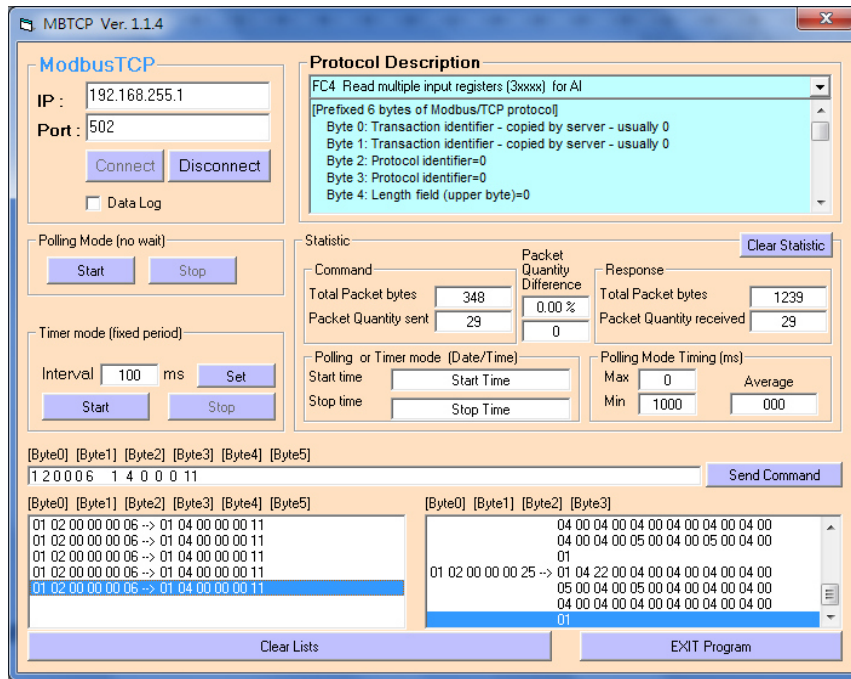 MBTCP Ver. 1.1.4
ModbusTCP
IP : 192.168.255.1
Port : 502
Connect Disconnect
Data Log
Protocol Description
FC4 Read multiple input registers (3xxxx) for AI
[Prefixed 6 bytes of Modbus/TCP protocol]
Byte 0: Transaction identifier - copied by server - usually 0
Byte 1: Transaction identifier - copied by server - usually 0
Byte 2: Protocol identifier=0
Byte 3: Protocol identifier=0
Byte 4: Length field (upper byte)=0
Polling Mode (no wait)
Start Stop
Timer mode (fixed period)
Interval 100 ms Set
Start Stop
Statistic
Clear Statistic
Command
Total Packet bytes 348
Packet Quantity sent 29
Packet
Quantity
Difference
0.00 %
0
Response
Total Packet bytes 1239
Packet Quantity received 29
Polling or Timer mode (Date/Time)
Start time Start Time
Stop time Stop Time
Polling Mode Timing (ms)
Max 0 Average
Min 1000 000
[Byte0] [Byte1] [Byte2] [Byte3] [Byte4] [Byte5]
1 2 0 0 0 6 1 4 0 0 0 11
Send Command
[Byte0] [Byte1] [Byte2] [Byte3] [Byte4] [Byte5]
01 02 00 00 00 06 --> 01 04 00 00 00 11
01 02 00 00 00 06 --> 01 04 00 00 00 11
01 02 00 00 00 06 --> 01 04 00 00 00 11
01 02 00 00 00 06 --> 01 04 00 00 00 11
01 02 00 00 00 06 --> 01 04 00 00 00 11
[Byte0] [Byte1] [Byte2] [Byte3]
04 00 04 00 04 00 04 00 04 00 04 00
04 00 04 00 05 00 04 00 05 00 04 00
01
01 02 00 00 00 25 --> 01 04 22 00 04 00 04 00 04 00 04 00
05 00 04 00 05 00 04 00 04 00 04 00
04 00 04 00 04 00 04 00 04 00 04 00
01
Clear Lists
EXIT Program